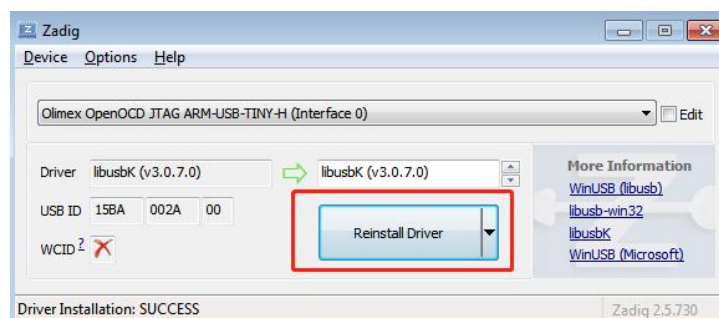 Zadig
Device Options Help
Olimex OpenOCD JTAG ARM-USB-TINY-H (Interface 0)
Edit
Driver libusbK (v3.0.7.0) libusbK (v3.0.7.0)
USB ID 15BA 002A 00
WCID ?
Reinstall Driver
More Information
WinUSB (libusb)
libusb-win32
libusbK
WinUSB (Microsoft)
Driver Installation: SUCCESS
Zadig 2.5.730